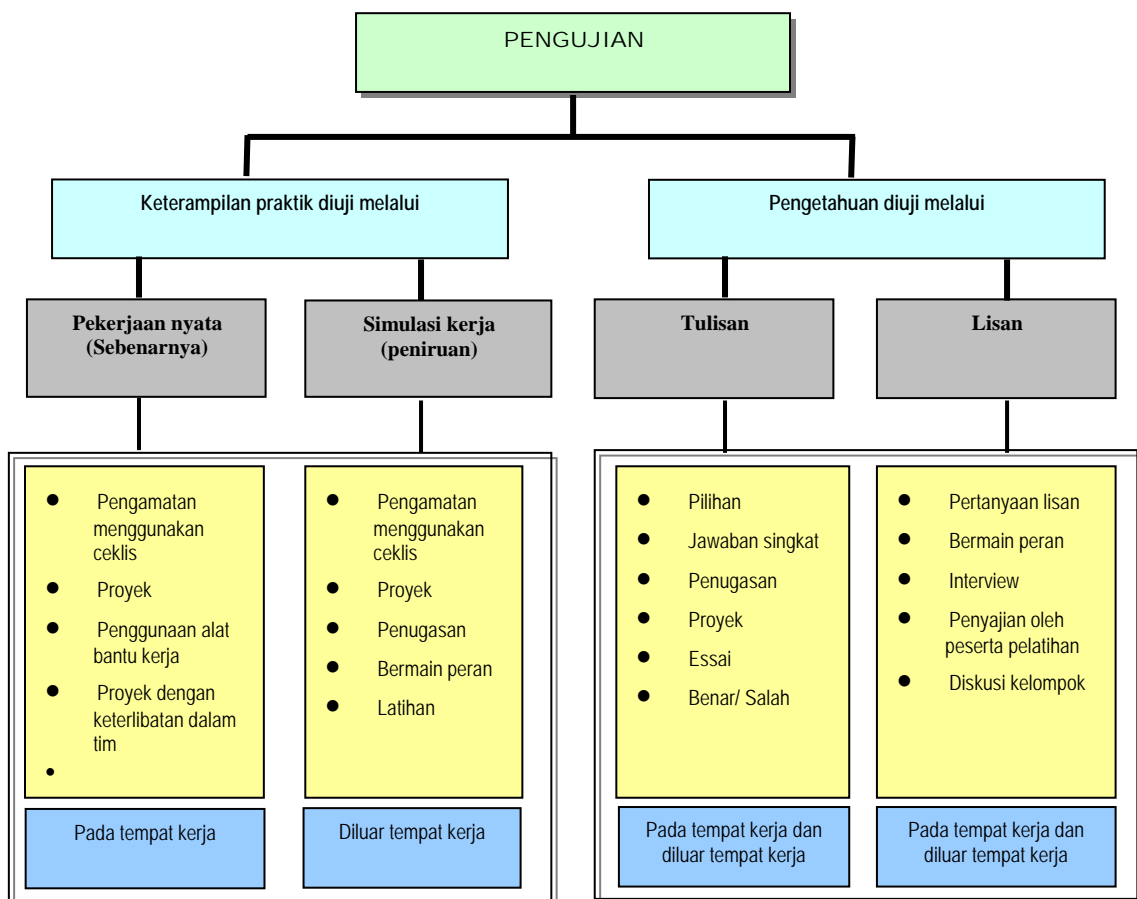 PENGUJIAN
Keterampilan praktik diuji melalui
Pengetahuan diuji melalui
Pekerjaan nyata
(Sebenarnya)
Simulasi kerja
(peniruan)
Tulisan
Lisan
● Pengamatan
menggunakan
ceklis
● Proyek
● Penggunaan alat
bantu kerja
● Proyek dengan
keterlibatan dalam
tim
●
● Pengamatan
menggunakan
ceklis
● Proyek
● Penugasan
● Bermain peran
● Latihan
● Pilihan
● Jawaban singkat
● Penugasan
● Proyek
● Essai
● Benar/ Salah
● Pertanyaan lisan
● Bermain peran
● Interview
● Penyajian oleh
peserta pelatihan
● Diskusi kelompok
Pada tempat kerja
Diluar tempat kerja
Pada tempat kerja dan
diluar tempat kerja
Pada tempat kerja dan
diluar tempat kerja